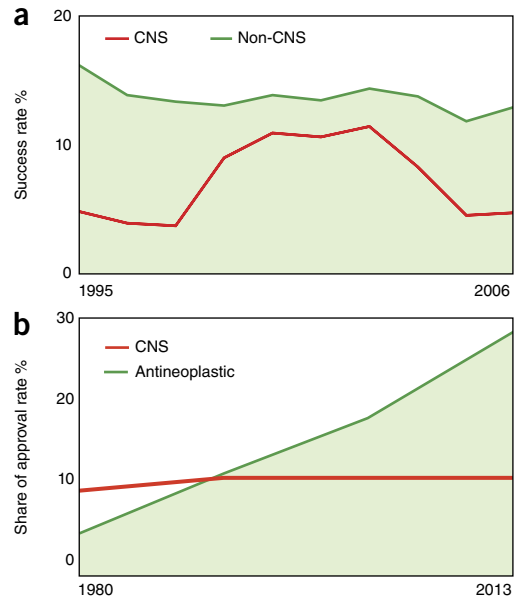 a
20
CNS
Non-CNS
10
0
Success rate %
1995
2006
b
30
CNS
Antineoplastic
20
10
0
Share of approval rate %
1980
2013